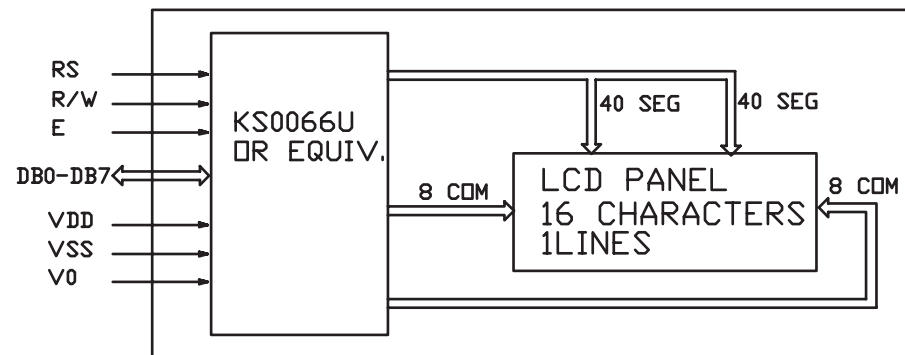 RS
R/W
E
DB0-DB7
VDD
VSS
V0
KS0066U
OR EQUIV.
40 SEG
40 SEG
8 COM
LCD PANEL
16 CHARACTERS
1LINES
8 COM